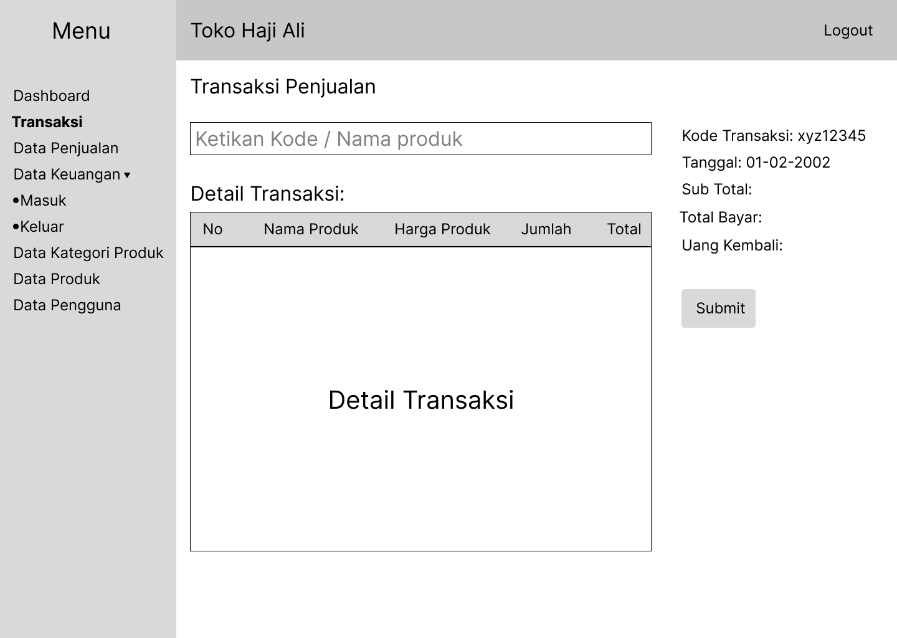 Menu
Toko Haji Ali
Logout
Dashboard
Transaksi
Data Penjualan
Data Keuangan ▾
•Masuk
•Keluar
Data Kategori Produk
Data Produk
Data Pengguna
Transaksi Penjualan
Ketikan Kode / Nama produk
Detail Transaksi:
No Nama Produk Harga Produk Jumlah Total
Detail Transaksi
Kode Transaksi: xyz12345
Tanggal: 01-02-2002
Sub Total:
Total Bayar:
Uang Kembali:
Submit